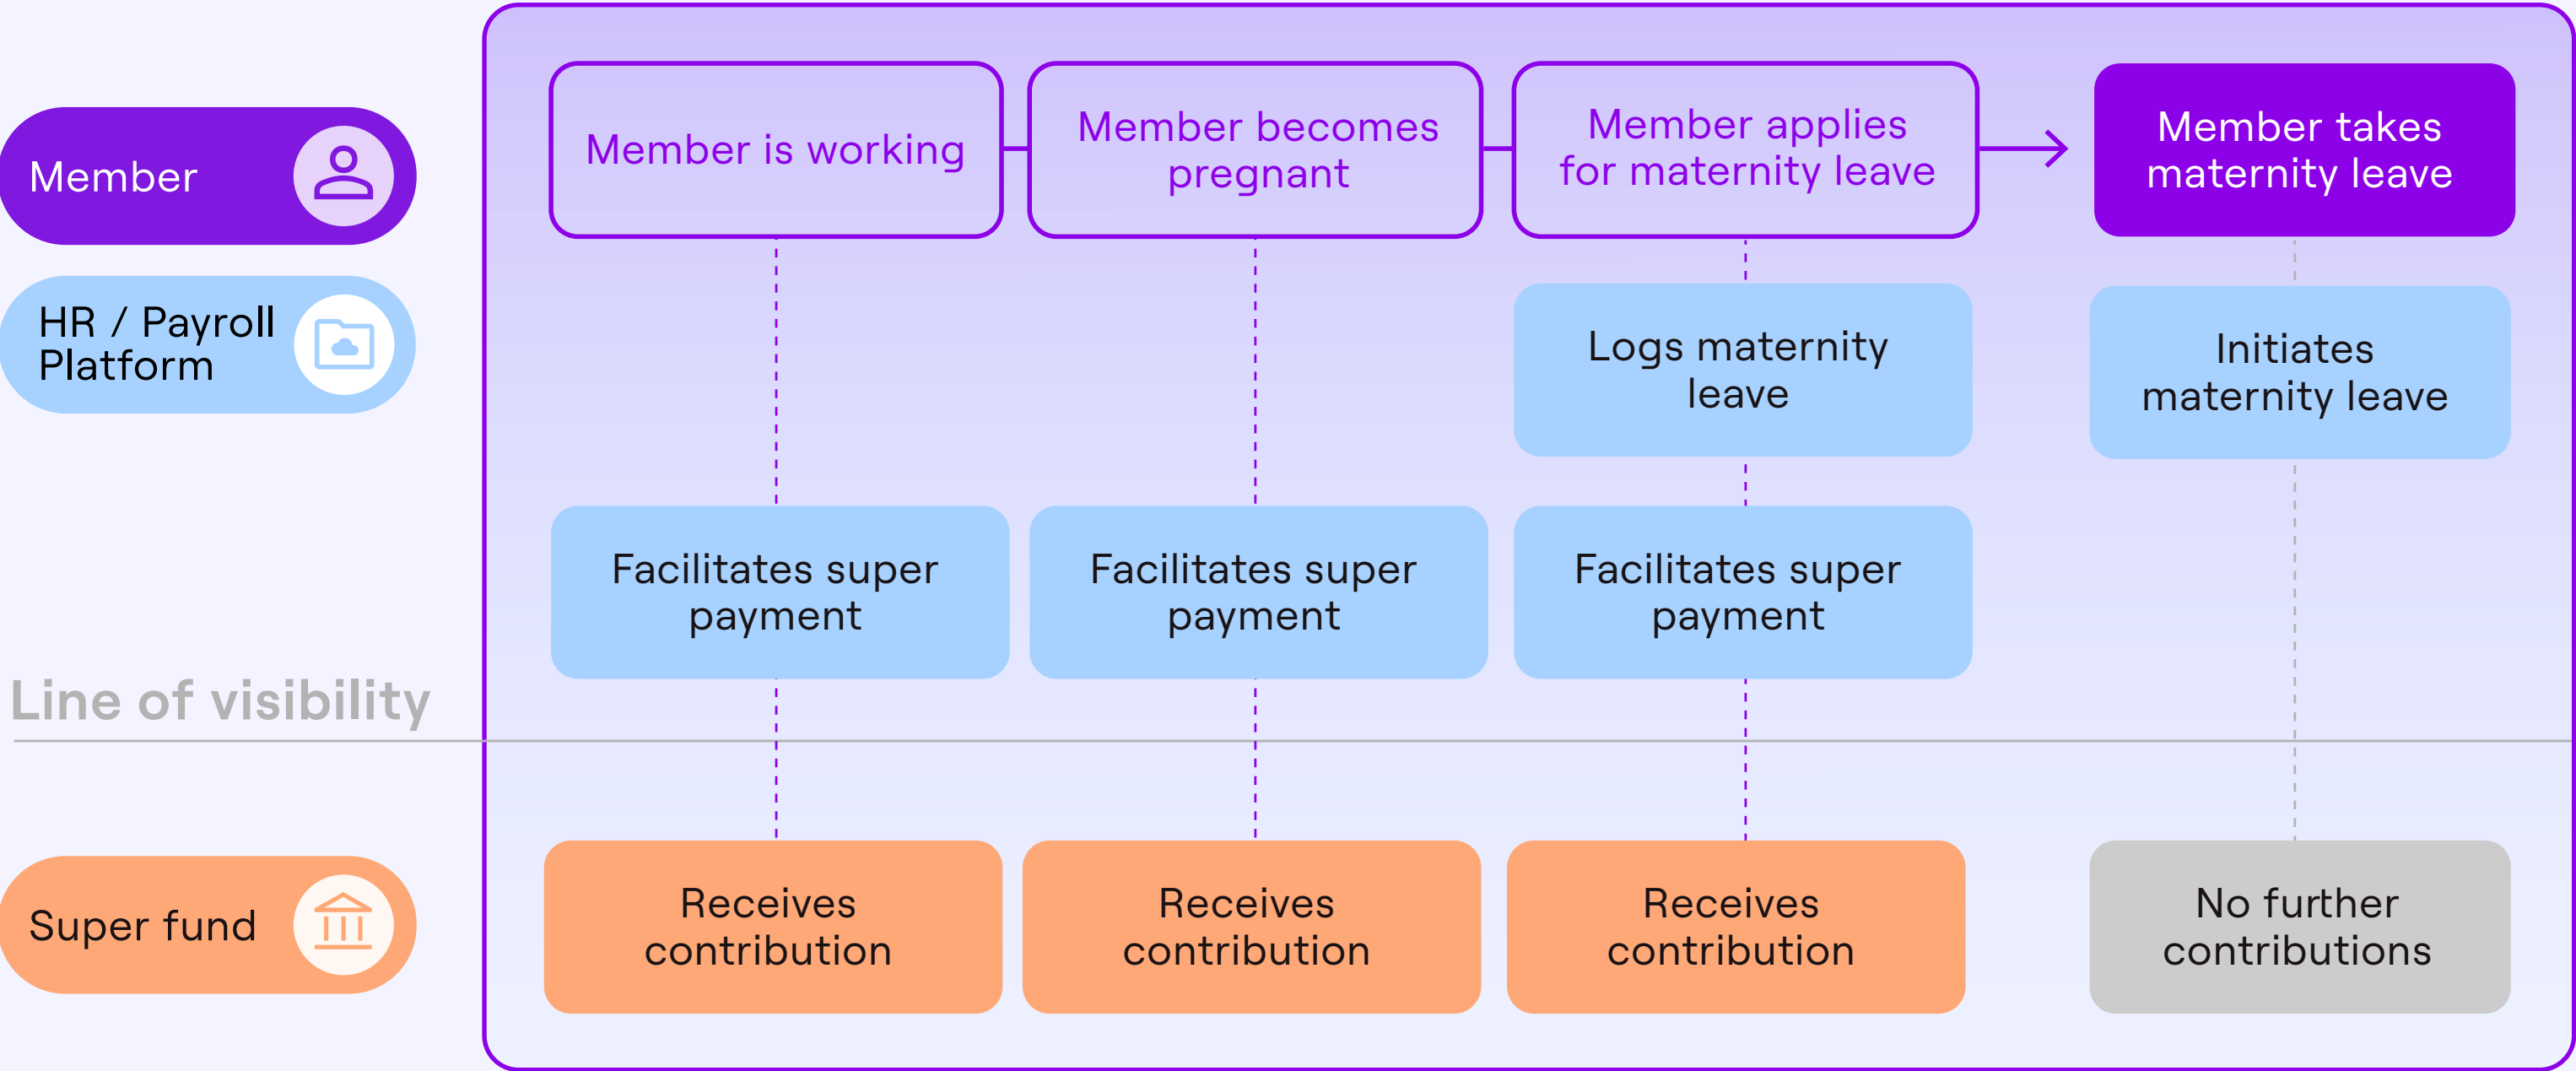 Member is working
Member becomes
pregnant
Member applies
for maternity leave
Member takes
maternity leave
Member
HR / Payroll
Platform
Logs maternity
leave
Initiates
maternity leave
Facilitates super
payment
Facilitates super
payment
Facilitates super
payment
Line of visibility
Super fund
Receives
contribution
Receives
contribution
Receives
contribution
No further
contributions